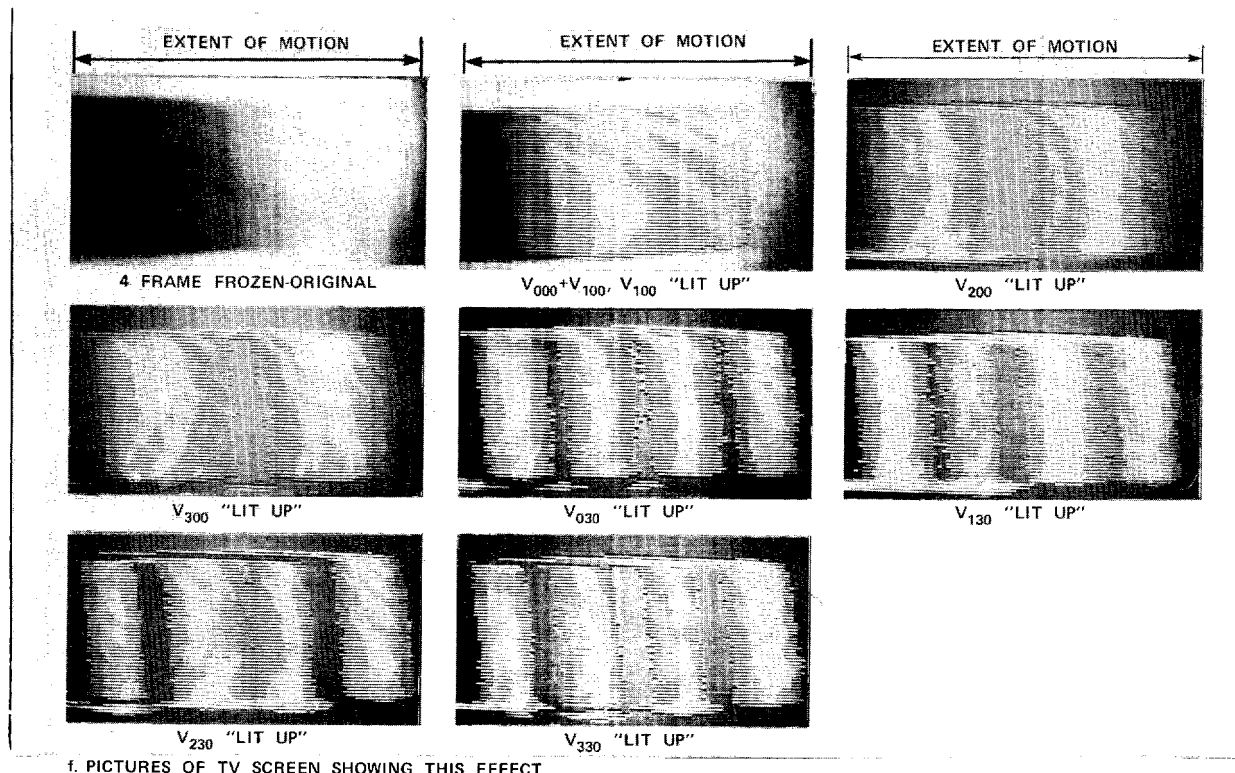 EXTENT OF MOTION
EXTENT OF MOTION
EXTENT OF MOTION
4 FRAME FROZEN-ORIGINAL
V000+V100, V100 "LIT UP"
V200 "LIT UP"
V300 "LIT UP"
V030 "LIT UP"
V130 "LIT UP"
V230 "LIT UP"
V330 "LIT UP"
f. PICTURES OF TV SCREEN SHOWING THIS EFFECT